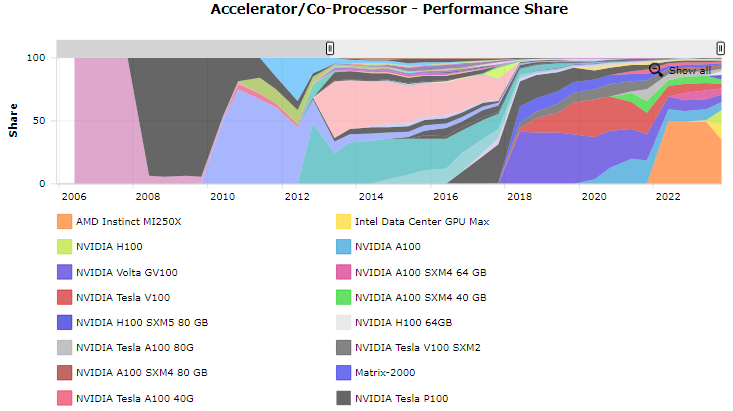 Accelerator/Co-Processor - Performance Share
Show all
100
50
0
Share
2006 2008 2010 2012 2014 2016 2018 2020 2022
AMD Instinct MI250X
Intel Data Center GPU Max
NVIDIA H100
NVIDIA A100
NVIDIA Volta GV100
NVIDIA A100 SXM4 64 GB
NVIDIA Tesla V100
NVIDIA A100 SXM4 40 GB
NVIDIA H100 SXM5 80 GB
NVIDIA H100 64GB
NVIDIA Tesla A100 80G
NVIDIA Tesla V100 SXM2
NVIDIA A100 SXM4 80 GB
Matrix-2000
NVIDIA Tesla A100 40G
NVIDIA Tesla P100